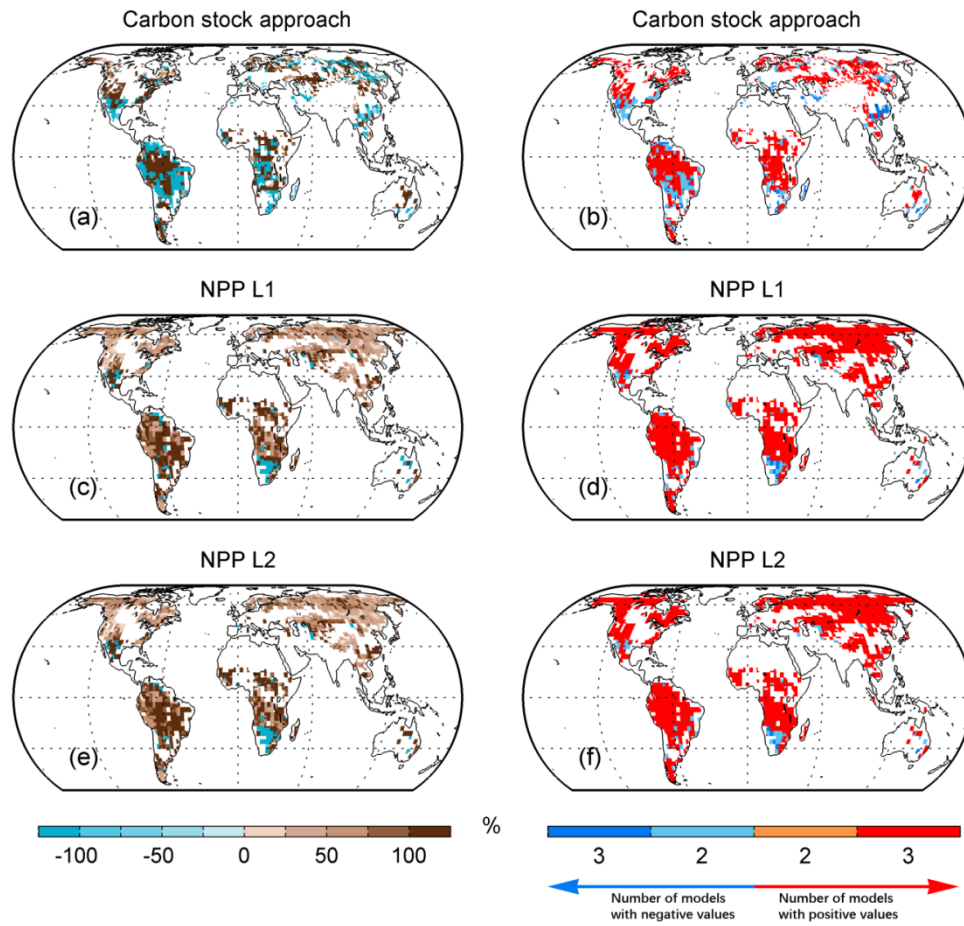 Carbon stock approach
Carbon stock approach
(a)
(b)
NPP L1
NPP L1
(c)
(d)
NPP L2
NPP L2
(e)
(f)
%
-100 -50 0 50 100
3 2 2 3
Number of models
with negative values
Number of models
with positive values